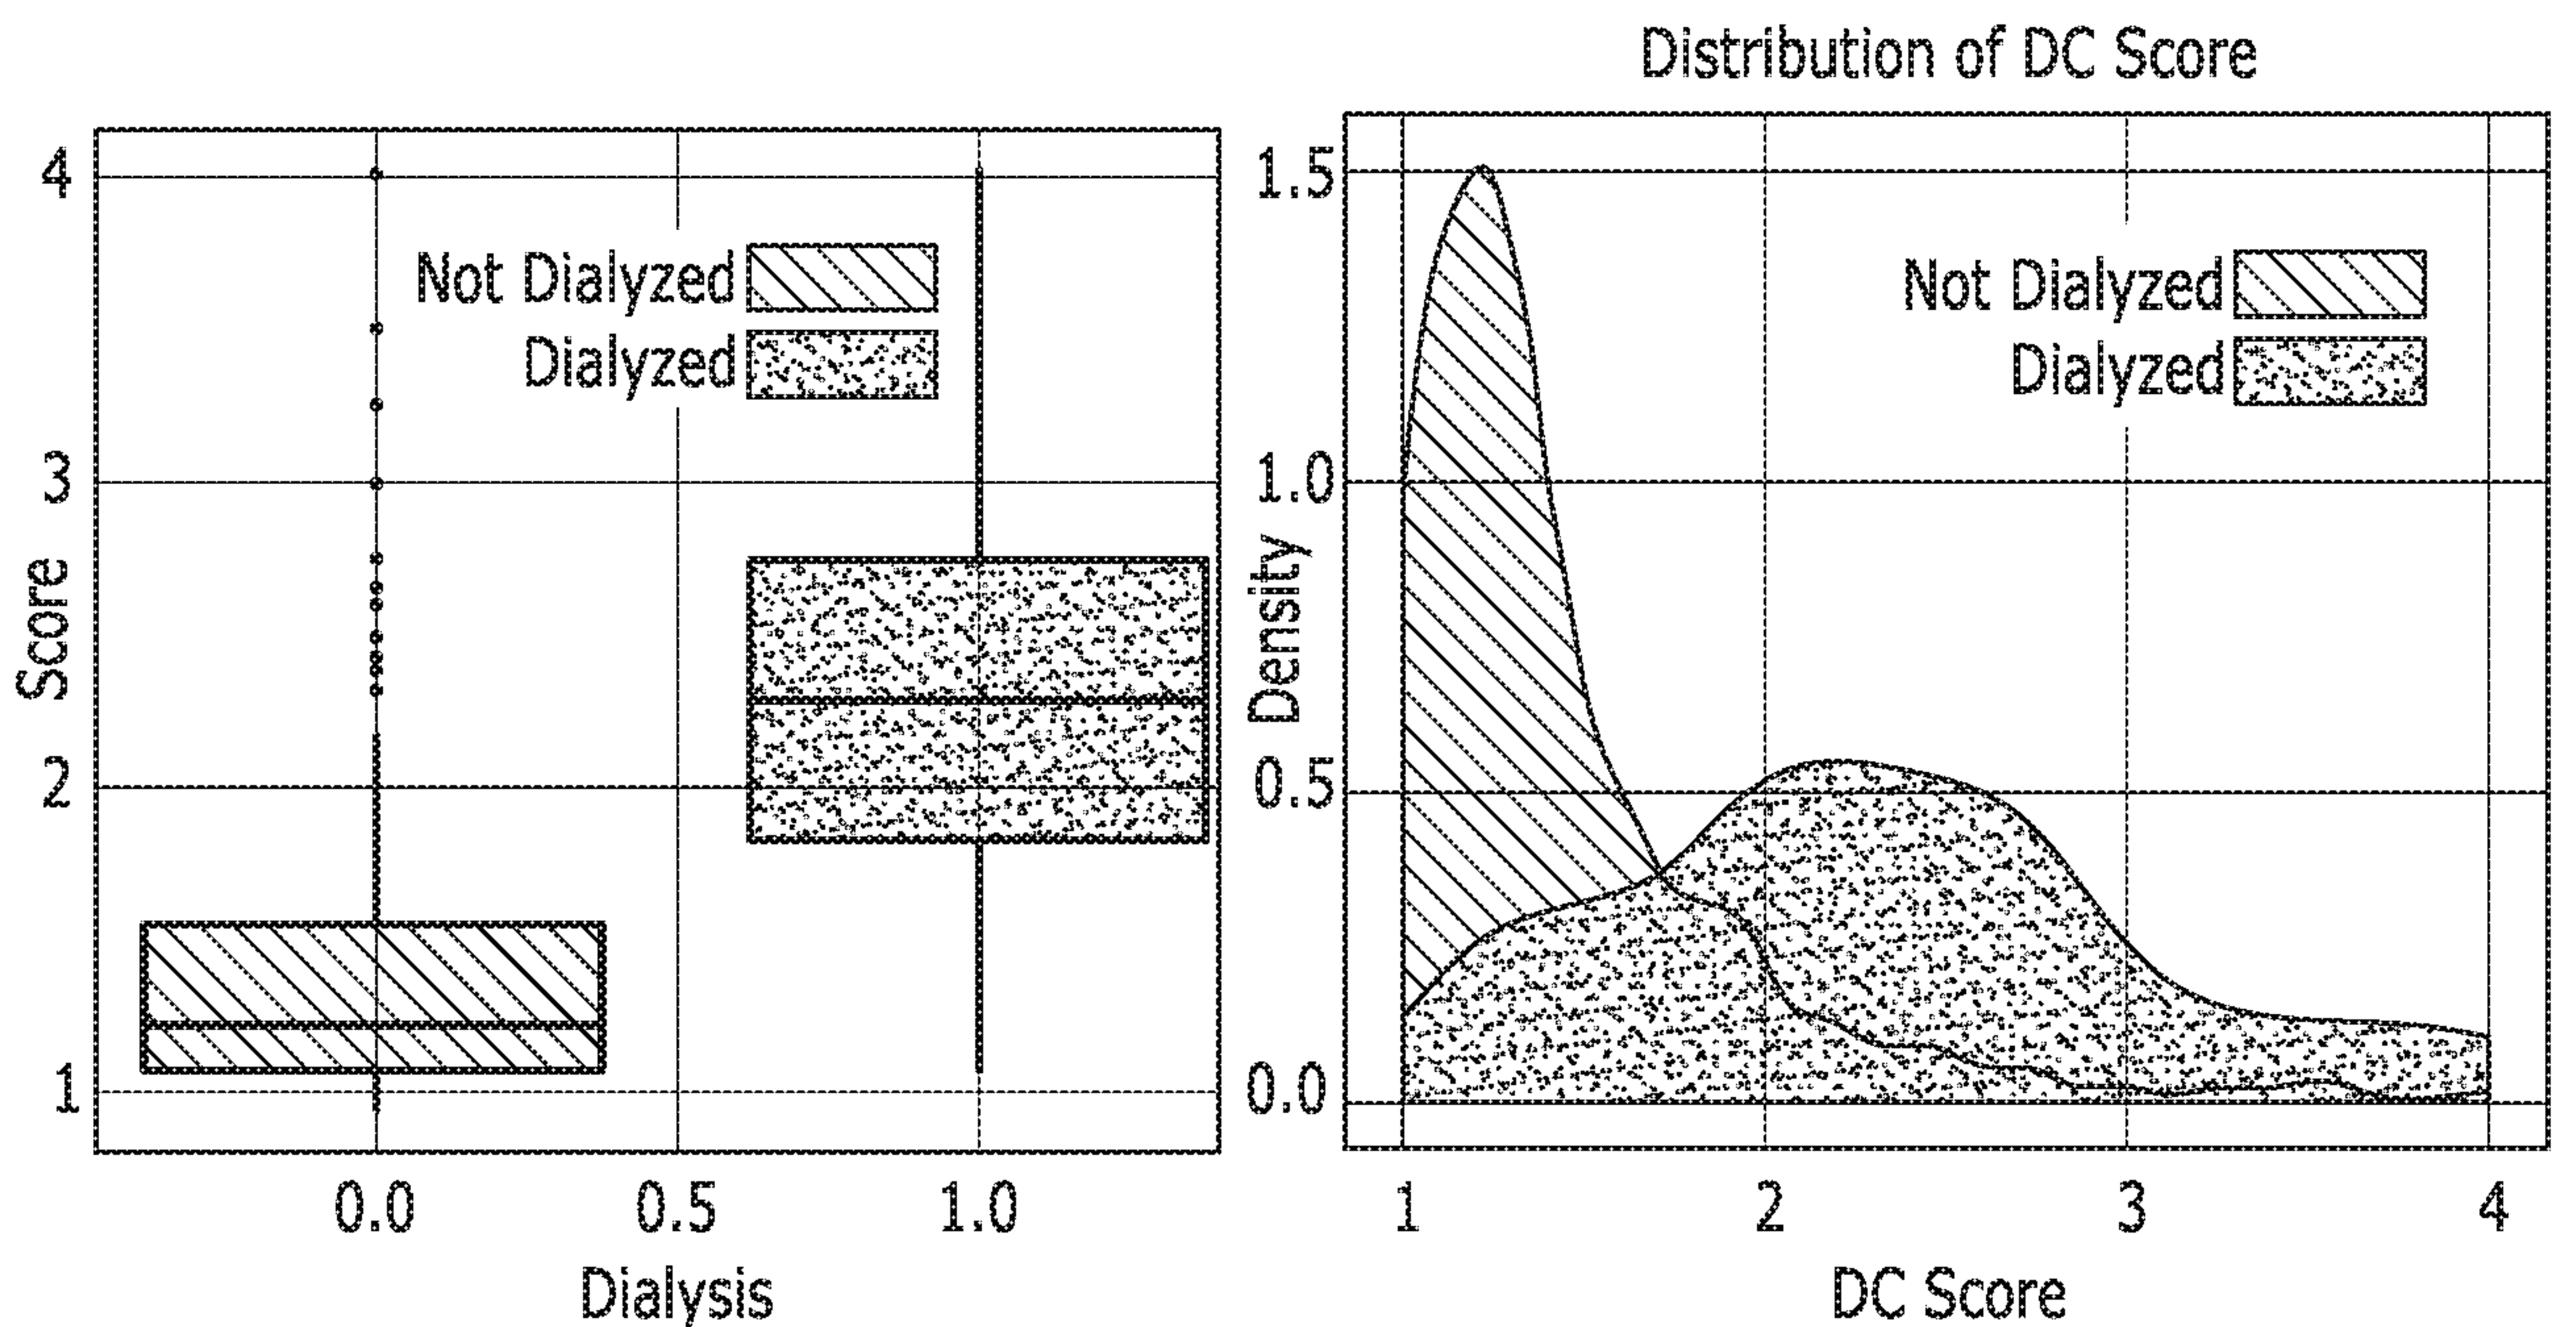 Score
4
3
2
1
Not Dialyzed
Dialyzed
0.0 0.5 1.0
Dialysis
Distribution of DC Score
Density
1.5
1.0
0.5
0.0
Not Dialyzed
Dialyzed
1 2 3 4
DC Score